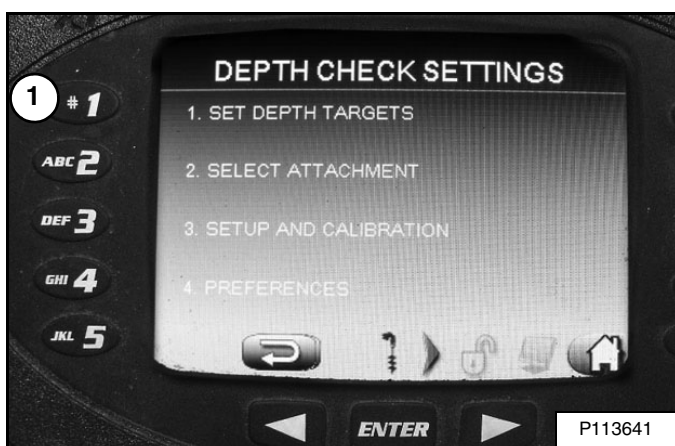 DEPTH CHECK SETTINGS
1
# 1
1. SET DEPTH TARGETS
ABC 2
2. SELECT ATTACHMENT
DEF 3
3. SETUP AND CALIBRATION
GHI 4
4. PREFERENCES
JKL 5
ENTER
P113641